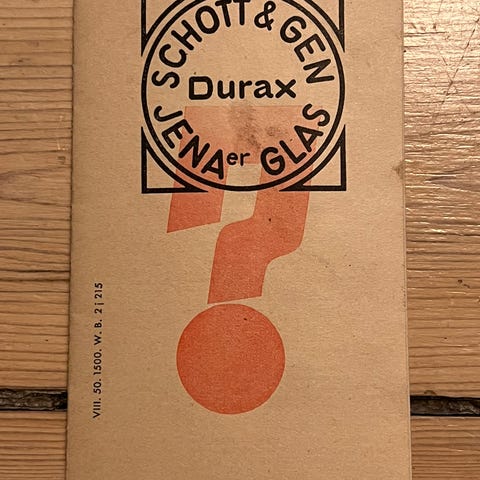 SCHOTT & GEN
Durax
JENAer GLAS
VIII. 50. 1500. W. B. 2 j 215